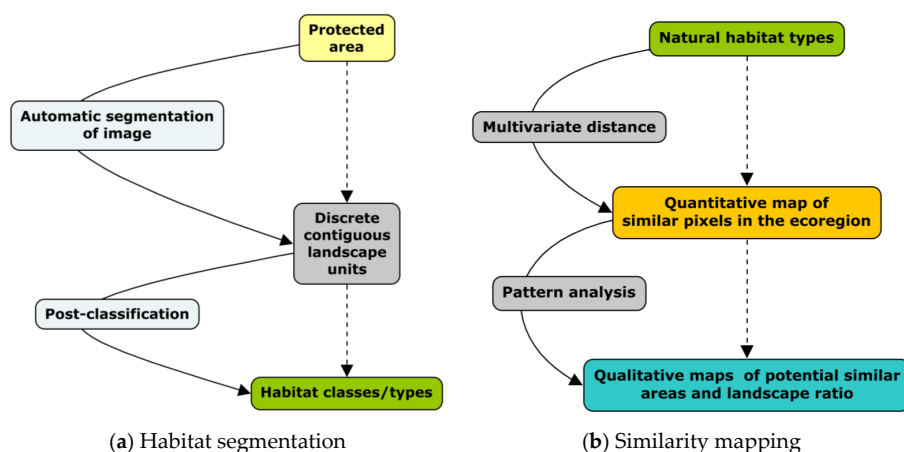 Protected
area
Automatic segmentation
of image
Discrete
contiguous
landscape
units
Post-classification
Habitat classes/types
(a) Habitat segmentation
Natural habitat types
Multivariate distance
Quantitative map of
similar pixels in the ecoregion
Pattern analysis
Qualitative maps of potential similar
areas and landscape ratio
(b) Similarity mapping